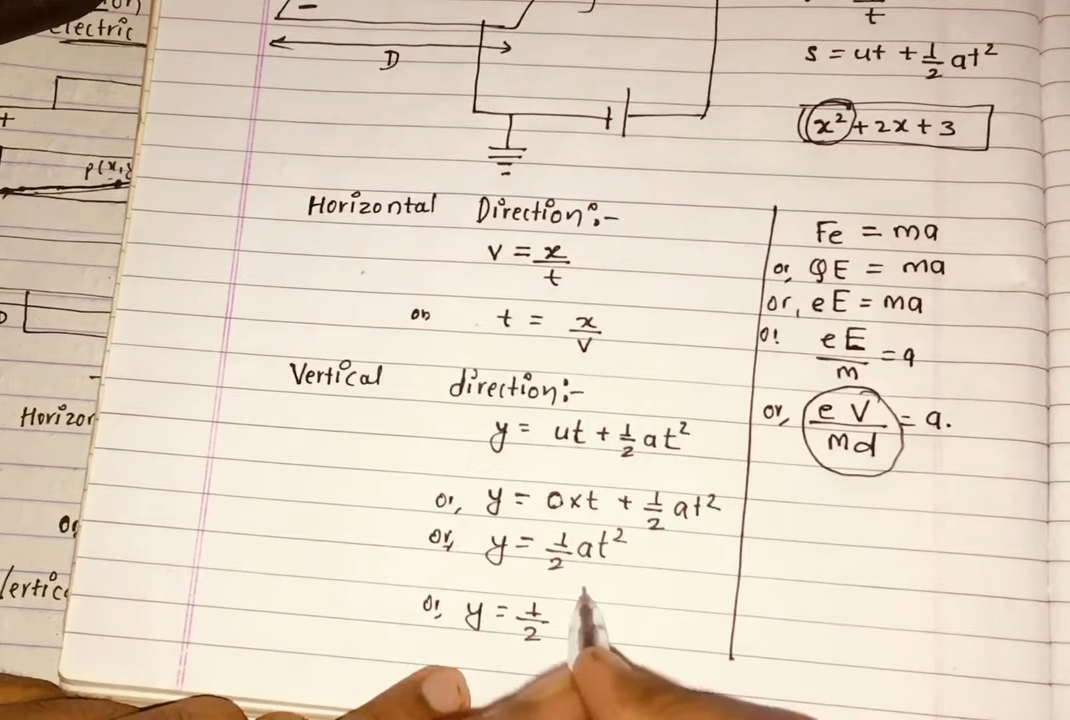 electric
+
P(x,
Horizon
or
Vertic
−
D
t
s = ut + 1/2 at²
x² + 2x + 3
Horizontal Direction:-
v = x/t
or t = x/v
Vertical direction:-
y = ut + 1/2 at²
or, y = 0×t + 1/2 at²
or, y = 1/2 at²
or, y = 1/2
Fe = ma
or, QE = ma
or, eE = ma
or eE/m = a
or, eV/md = a.